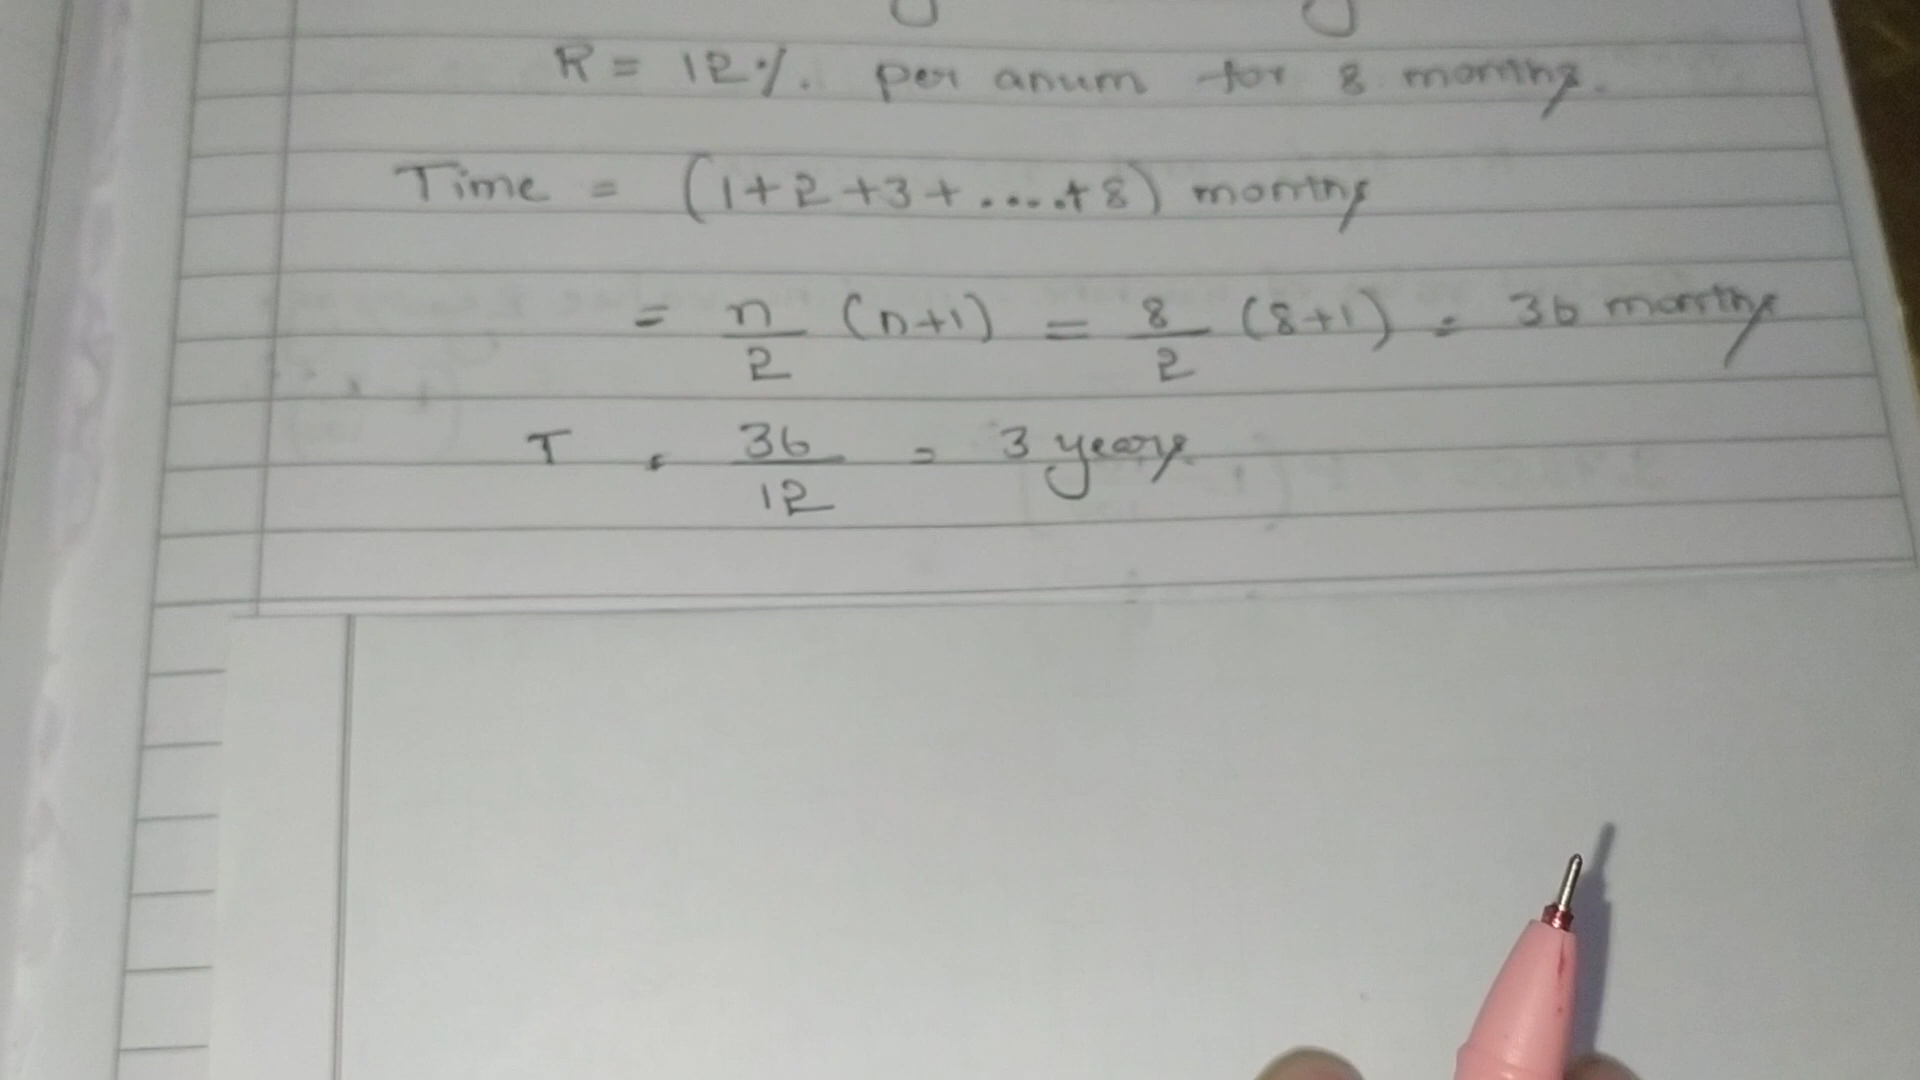 R = 12%. per anum for 8 months.
Time = (1+2+3+.....+8) months
= n/2 (n+1) = 8/2 (8+1) = 36 months
T = 36/12 = 3 years